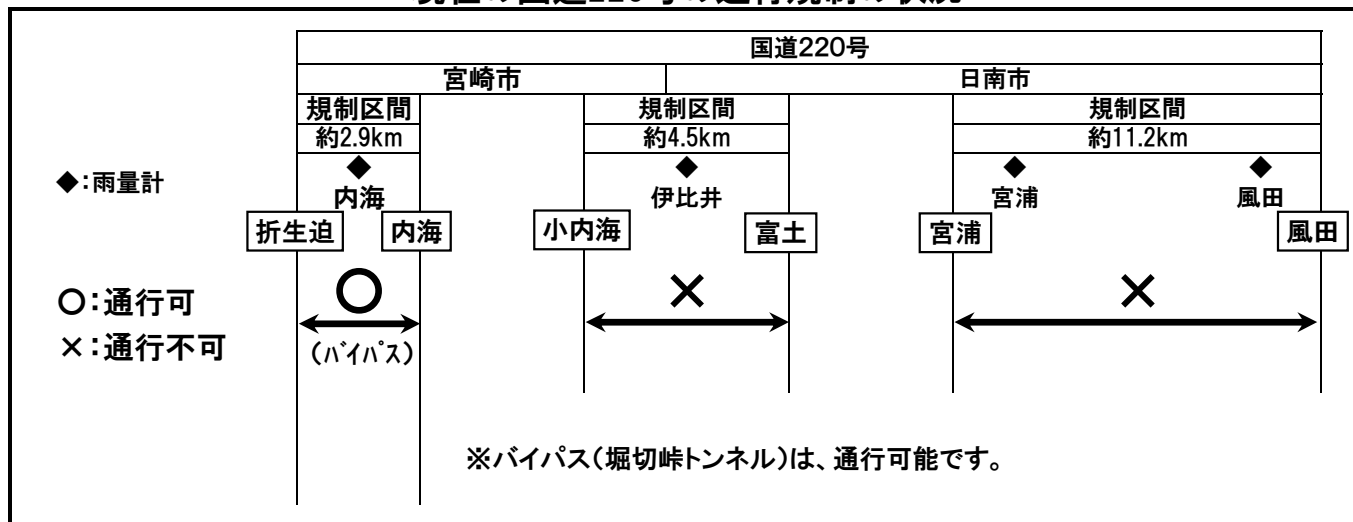 国道220号
宮崎市 日南市
規制区間 規制区間 規制区間
約2.9km 約4.5km 約11.2km
◆:雨量計 ◆ ◆ ◆ ◆
内海 伊比井 宮浦 風田
折生迫 内海 小内海 富土 宮浦 風田
○:通行可 ○ × ×
×:通行不可
(バイパス)
※バイパス(堀切峠トンネル)は、通行可能です。